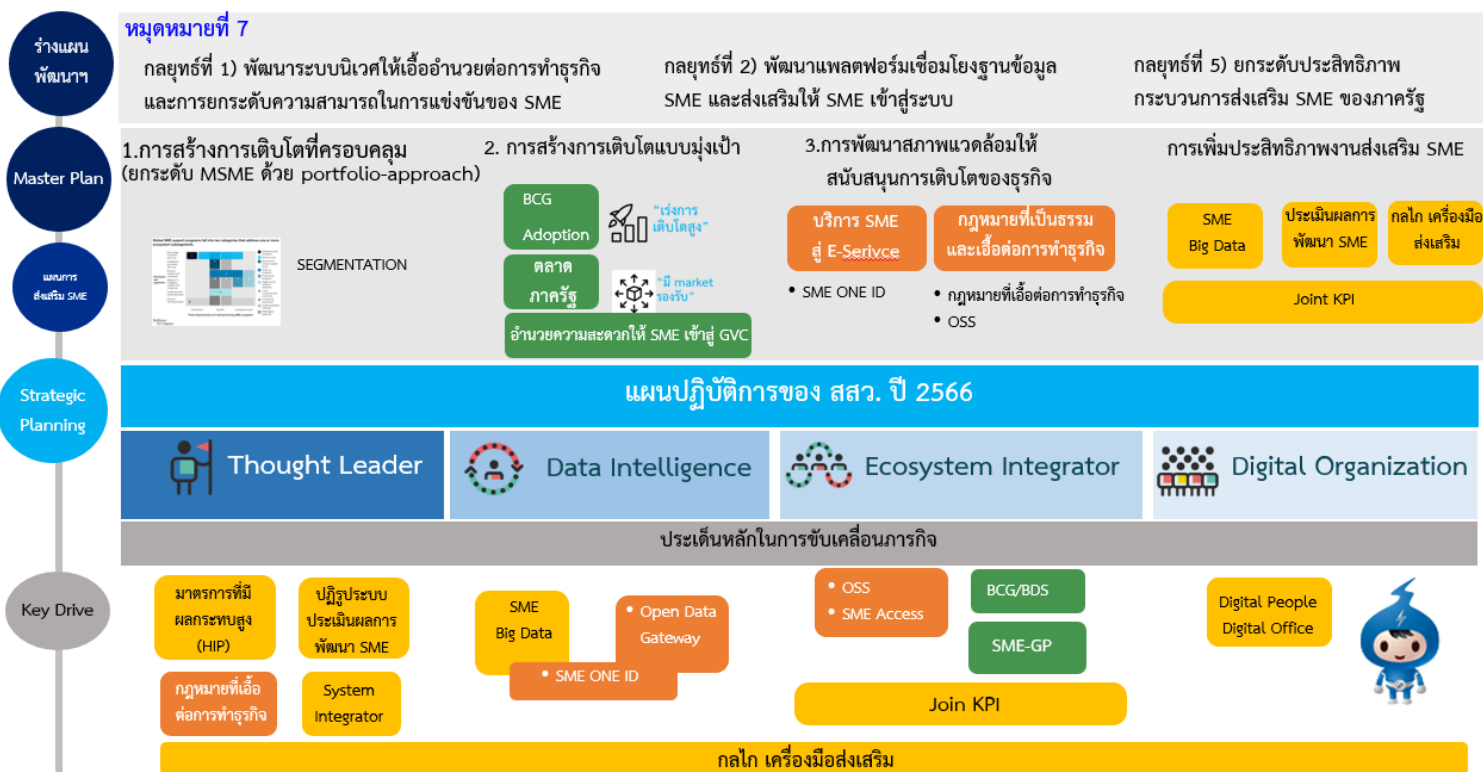 ร่างแผน
พัฒนาฯ
หมุดหมายที่ 7
กลยุทธ์ที่ 1) พัฒนาระบบนิเวศให้เอื้ออำนวยต่อการทำธุรกิจ
และการยกระดับความสามารถในการแข่งขันของ SME
กลยุทธ์ที่ 2) พัฒนาแพลตฟอร์มเชื่อมโยงฐานข้อมูล
SME และส่งเสริมให้ SME เข้าสู่ระบบ
กลยุทธ์ที่ 5) ยกระดับประสิทธิภาพ
กระบวนการส่งเสริม SME ของภาครัฐ
Master Plan
แผนการ
ส่งเสริม SME
1.การสร้างการเติบโตที่ครอบคลุม
(ยกระดับ MSME ด้วย portfolio-approach)
SEGMENTATION
2. การสร้างการเติบโตแบบมุ่งเป้า
BCG
Adoption
"เร่งการ
เติบโตสูง"
ตลาด
ภาครัฐ
"มี market
รองรับ"
อำนวยความสะดวกให้ SME เข้าสู่ GVC
3.การพัฒนาสภาพแวดล้อมให้
สนับสนุนการเติบโตของธุรกิจ
บริการ SME
สู่ E-Serivce
กฎหมายที่เป็นธรรม
และเอื้อต่อการทำธุรกิจ
• SME ONE ID
• กฎหมายที่เอื้อต่อการทำธุรกิจ
• OSS
การเพิ่มประสิทธิภาพงานส่งเสริม SME
SME
Big Data
ประเมินผลการ
พัฒนา SME
กลไก เครื่องมือ
ส่งเสริม
Joint KPI
Strategic
Planning
แผนปฏิบัติการของ สสว. ปี 2566
Thought Leader
Data Intelligence
Ecosystem Integrator
Digital Organization
ประเด็นหลักในการขับเคลื่อนภารกิจ
Key Drive
มาตรการที่มี
ผลกระทบสูง
(HIP)
ปฏิรูประบบ
ประเมินผลการ
พัฒนา SME
กฎหมายที่เอื้อ
ต่อการทำธุรกิจ
System
Integrator
SME
Big Data
• Open Data
Gateway
• SME ONE ID
• OSS
• SME Access
BCG/BDS
SME-GP
Join KPI
Digital People
Digital Office
กลไก เครื่องมือส่งเสริม